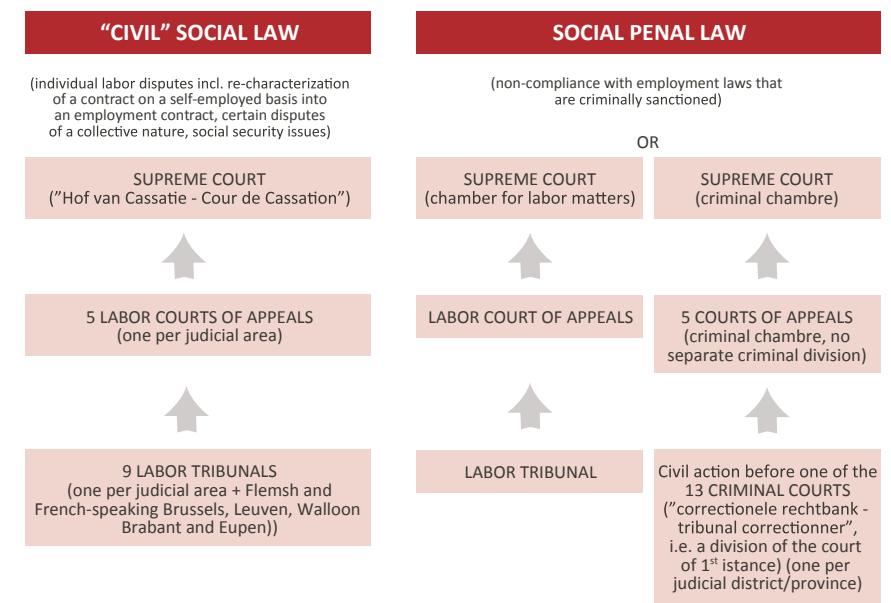 “CIVIL” SOCIAL LAW
(individual labor disputes incl. re-characterization
of a contract on a self-employed basis into
an employment contract, certain disputes
of a collective nature, social security issues)
SUPREME COURT
(”Hof van Cassatie - Cour de Cassation”)
5 LABOR COURTS OF APPEALS
(one per judicial area)
9 LABOR TRIBUNALS
(one per judicial area + Flemsh and
French-speaking Brussels, Leuven, Walloon
Brabant and Eupen))
SOCIAL PENAL LAW
(non-compliance with employment laws that
are criminally sanctioned)
OR
SUPREME COURT
(chamber for labor matters)
LABOR COURT OF APPEALS
LABOR TRIBUNAL
SUPREME COURT
(criminal chambre)
5 COURTS OF APPEALS
(criminal chambre, no
separate criminal division)
Civil action before one of the
13 CRIMINAL COURTS
(”correctionele rechtbank -
tribunal correctionner”,
i.e. a division of the court
of 1st istance) (one per
judicial district/province)